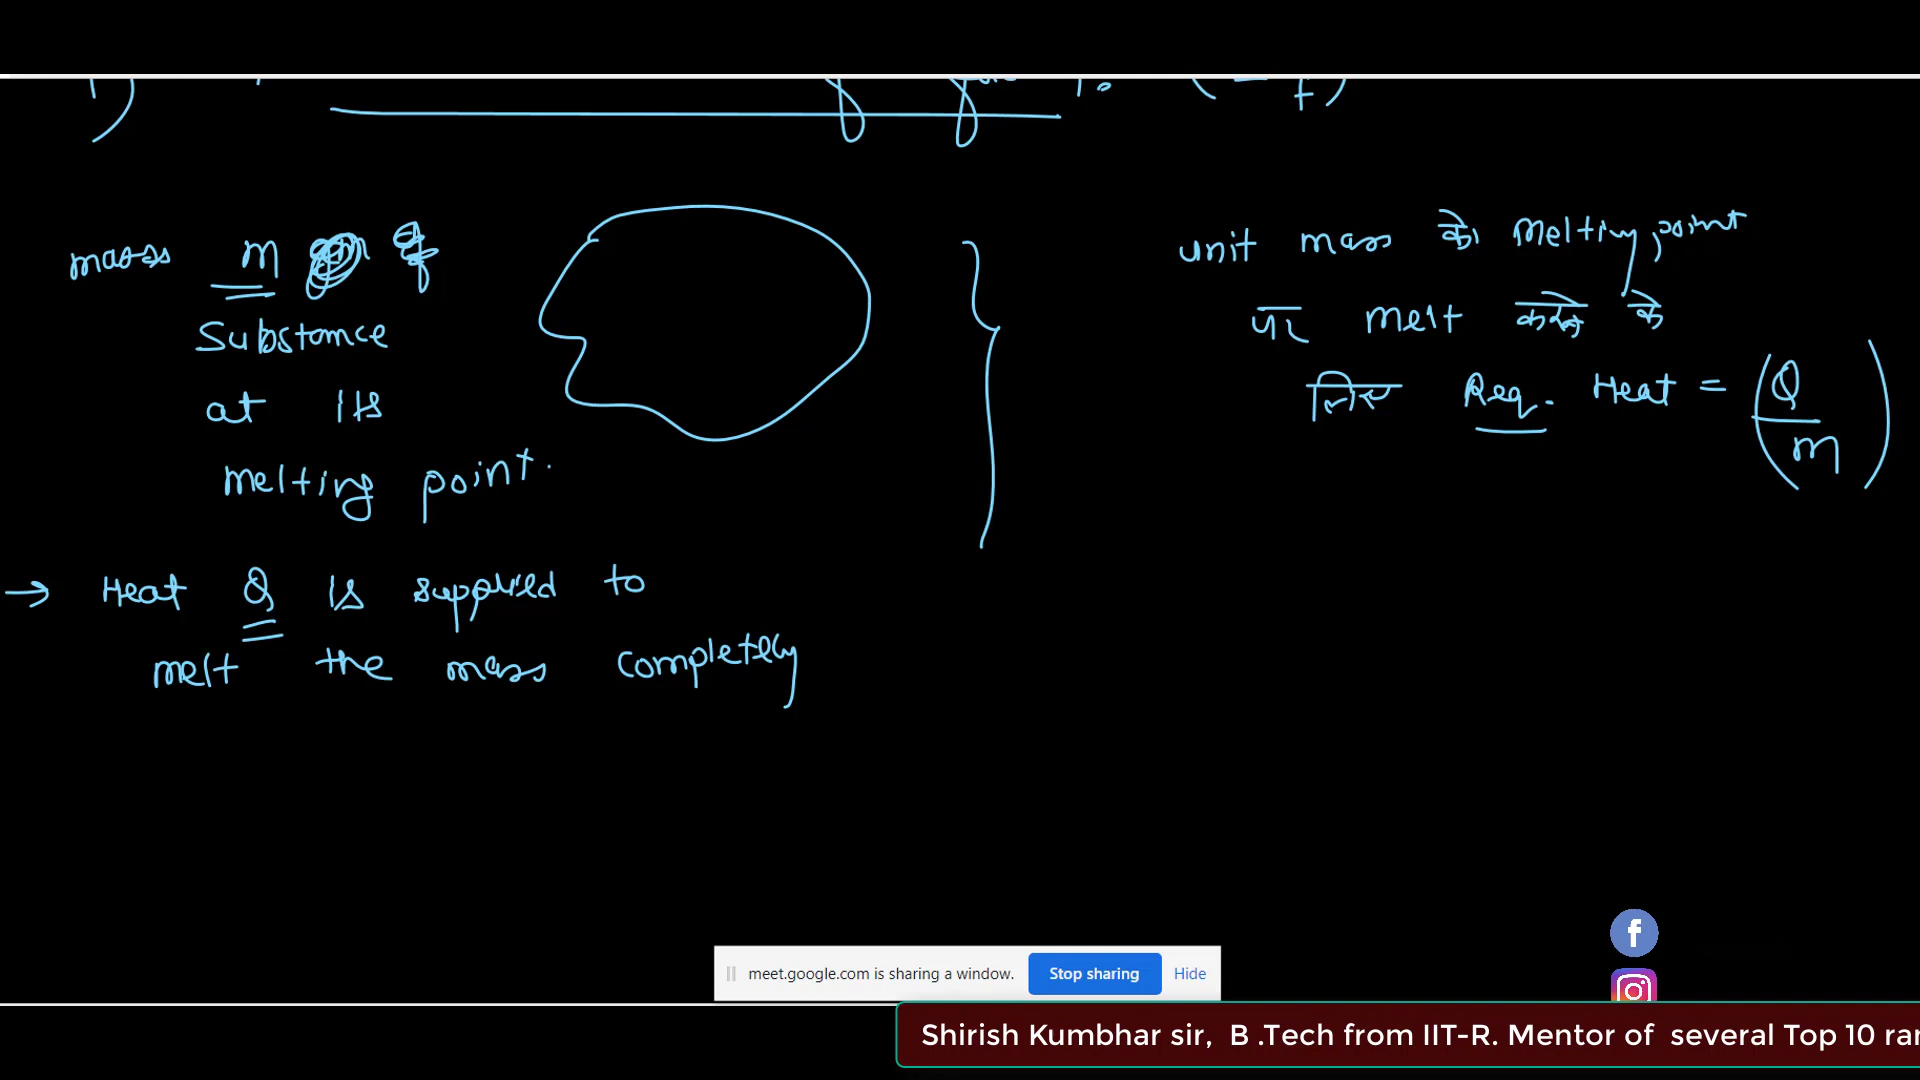 mass m of
Substance
at its
melting point.
→ Heat Q is supplied to
melt the mass completely
unit mass को melting point
पर melt करने के
लिए Req. Heat = (Q/m)
meet.google.com is sharing a window. Stop sharing Hide
Shirish Kumbhar sir, B .Tech from IIT-R. Mentor of several Top 10 ran